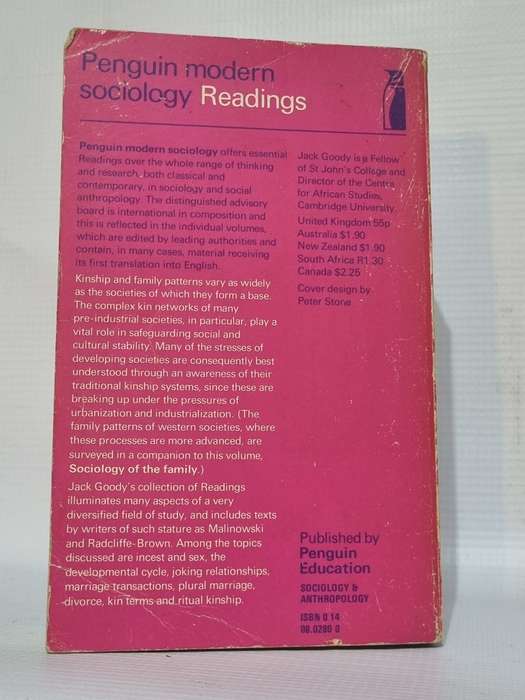 Penguin modern
sociology Readings
Penguin modern sociology offers essential
Readings over the whole range of thinking
and research, both classical and
contemporary, in sociology and social
anthropology. The distinguished advisory
board is international in composition and
this is reflected in the individual volumes,
which are edited by leading authorities and
contain, in many cases, material receiving
its first translation into English.
Kinship and family patterns vary as widely
as the societies of which they form a base.
The complex kin networks of many
pre-industrial societies, in particular, play a
vital role in safeguarding social and
cultural stability. Many of the stresses of
developing societies are consequently best
understood through an awareness of their
traditional kinship systems, since these are
breaking up under the pressures of
urbanization and industrialization. (The
family patterns of western societies, where
these processes are more advanced, are
surveyed in a companion to this volume,
Sociology of the family.)
Jack Goody's collection of Readings
illuminates many aspects of a very
diversified field of study, and includes texts
by writers of such stature as Malinowski
and Radcliffe-Brown. Among the topics
discussed are incest and sex, the
developmental cycle, joking relationships,
marriage transactions, plural marriage,
divorce, kin terms and ritual kinship.
Jack Goody is a Fellow
of St John's College and
Director of the Centre
for African Studies,
Cambridge University.
United Kingdom 55p
Australia $1.90
New Zealand $1.90
South Africa R1.30
Canada $2.25
Cover design by
Peter Stone
Published by
Penguin
Education
SOCIOLOGY &
ANTHROPOLOGY
ISBN 0 14
08.0280 0